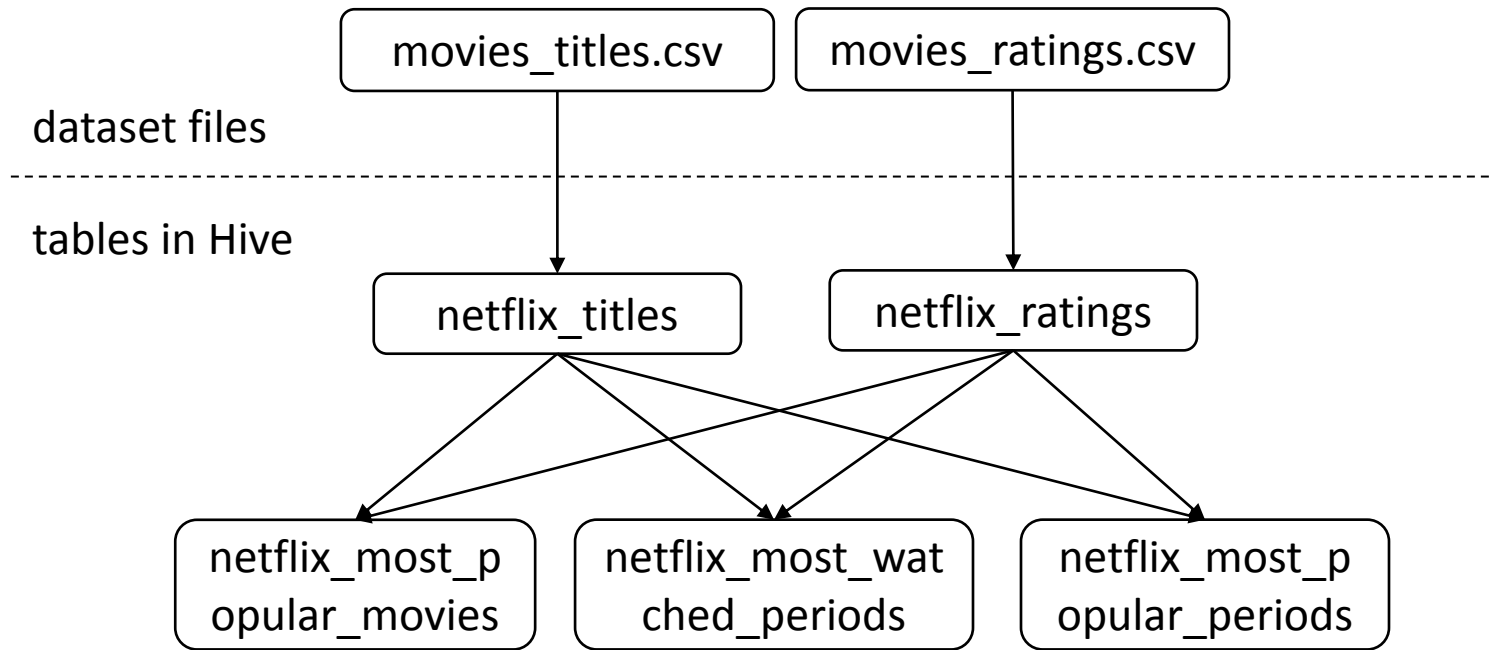 movies_titles.csv
movies_ratings.csv
dataset files
tables in Hive
netflix_titles
netflix_ratings
netflix_most_p
opular_movies
netflix_most_wat
ched_periods
netflix_most_p
opular_periods